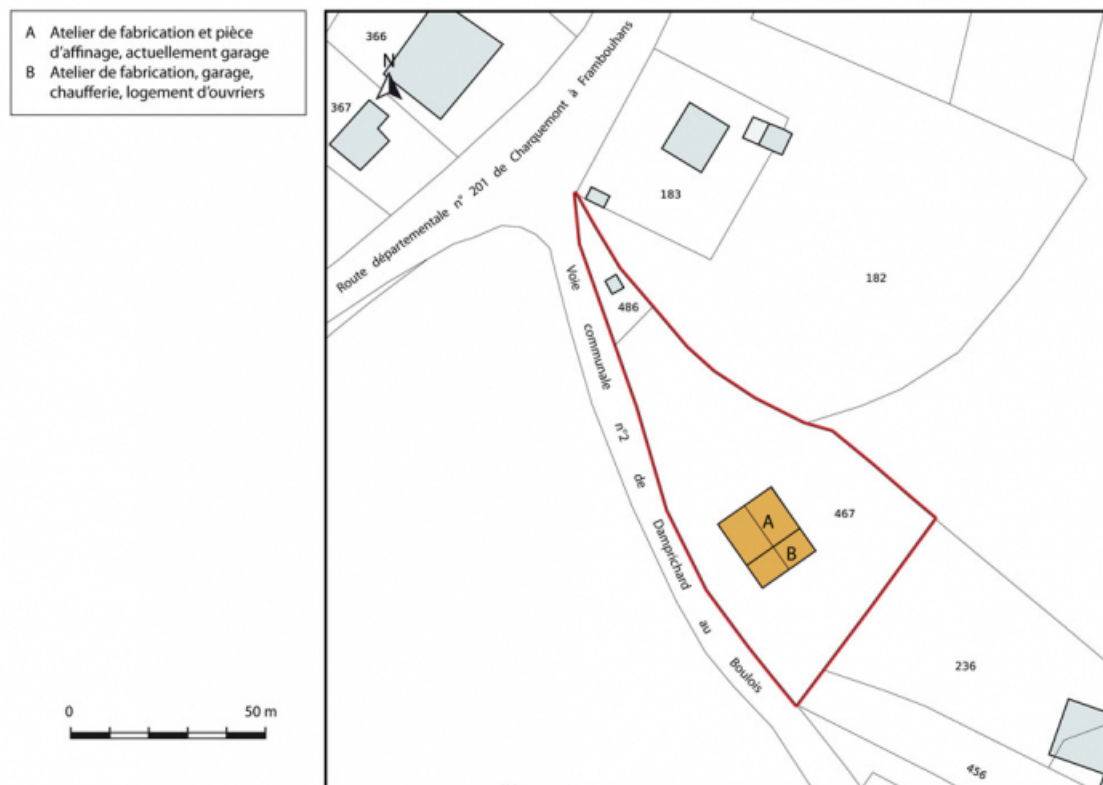 A Atelier de fabrication et pièce
d'affinage, actuellement garage
B Atelier de fabrication, garage,
chaufferie, logement d'ouvriers
0 50 m
366
N
367
Route départementale n° 201 de Charquemont à Frambouhans
183
182
486
Voie communale n°2 de Damprichard au Boulois
467
A
B
236
456